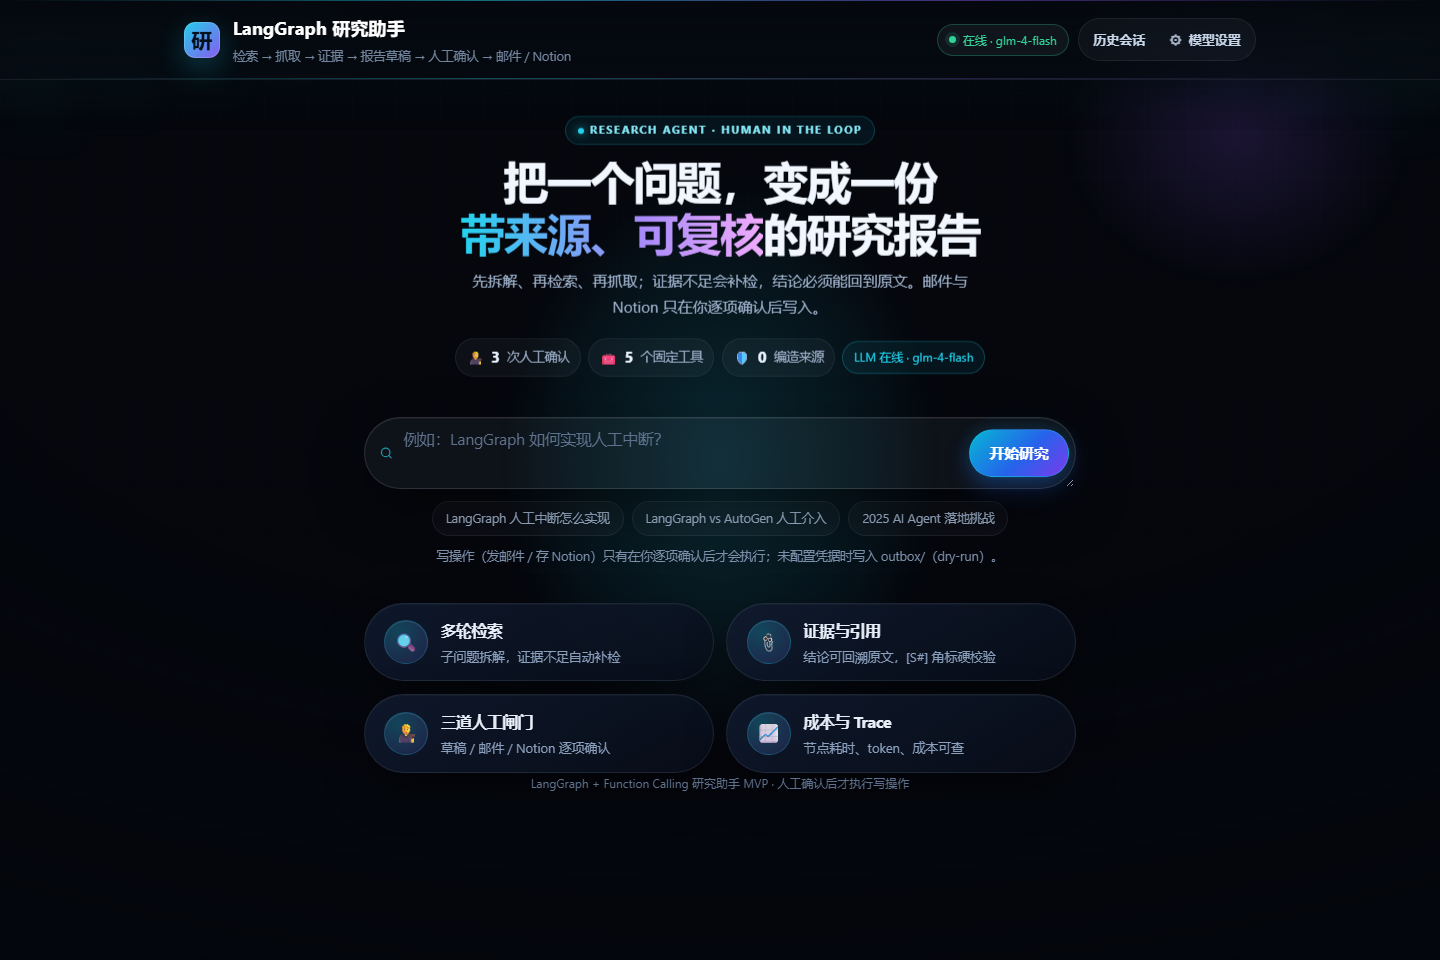 研
LangGraph 研究助手
检索 → 抓取 → 证据 → 报告草稿 → 人工确认 → 邮件 / Notion
在线 · glm-4-flash
历史会话
模型设置
RESEARCH AGENT · HUMAN IN THE LOOP
把一个问题，变成一份
带来源、可复核的研究报告
先拆解、再检索、再抓取；证据不足会补检，结论必须能回到原文。邮件与
Notion 只在你逐项确认后写入。
3 次人工确认
5 个固定工具
0 编造来源
LLM 在线 · glm-4-flash
例如：LangGraph 如何实现人工中断?
开始研究
LangGraph 人工中断怎么实现
LangGraph vs AutoGen 人工介入
2025 AI Agent 落地挑战
写操作（发邮件 / 存 Notion）只有在你逐项确认后才会执行；未配置凭据时写入 outbox/（dry-run）。
多轮检索
子问题拆解，证据不足自动补检
证据与引用
结论可回溯原文，[S#] 角标硬校验
三道人工闸门
草稿 / 邮件 / Notion 逐项确认
成本与 Trace
节点耗时、token、成本可查
LangGraph + Function Calling 研究助手 MVP · 人工确认后才执行写操作